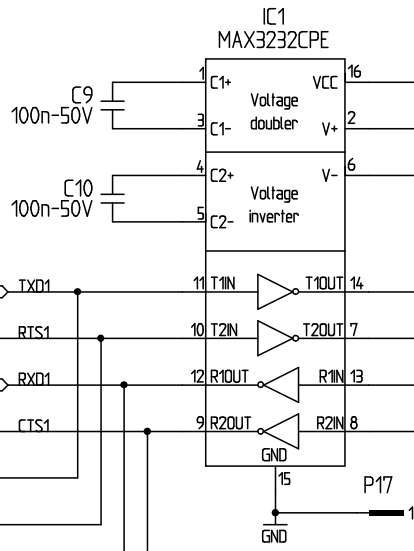 IC1
MAX3232CPE
1 C1+ VCC 16
C9
100n-50V
Voltage
doubler
3 C1- V+ 2
4 C2+ V- 6
C10
100n-50V
Voltage
inverter
5 C2-
TXD1 11 T1IN T1OUT 14
RTS1 10 T2IN T2OUT 7
RXD1 12 R1OUT R1IN 13
CTS1 9 R2OUT R2IN 8
GND
15
P17
1
GND